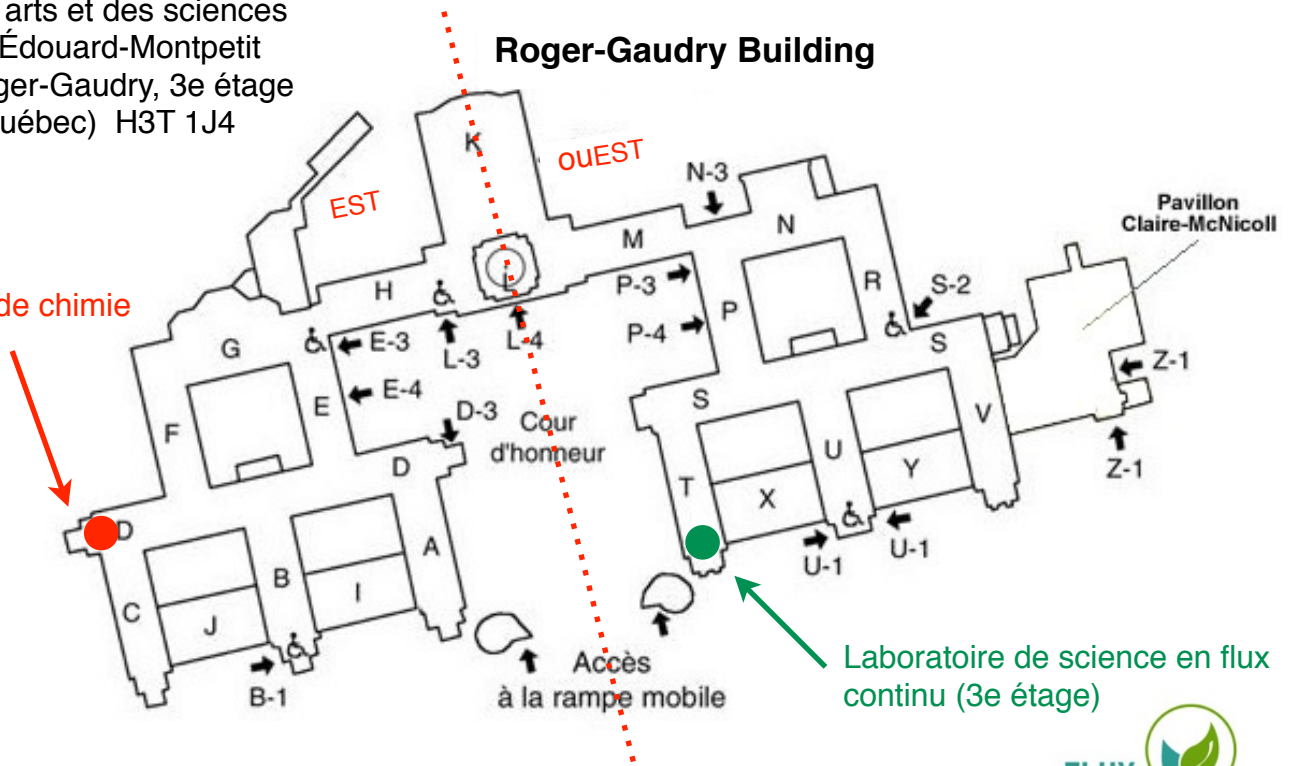 arts et des sciences
Édouard-Montpetit
ger-Gaudry, 3e étage
uébec) H3T 1J4
Roger-Gaudry Building
K
EST
ouEST
N-3
Pavillon
Claire-McNicoll
M
N
H
L
P-3
R
S-2
de chimie
P
P-4
G
E-3
L-3
L-4
S
Z-1
E
E-4
D-3
F
Cour
d'honneur
S
V
D
Z-1
U
T
X
Y
D
A
U-1
U-1
B
I
C
J
B-1
Accès
à la rampe mobile
Laboratoire de science en flux
continu (3e étage)